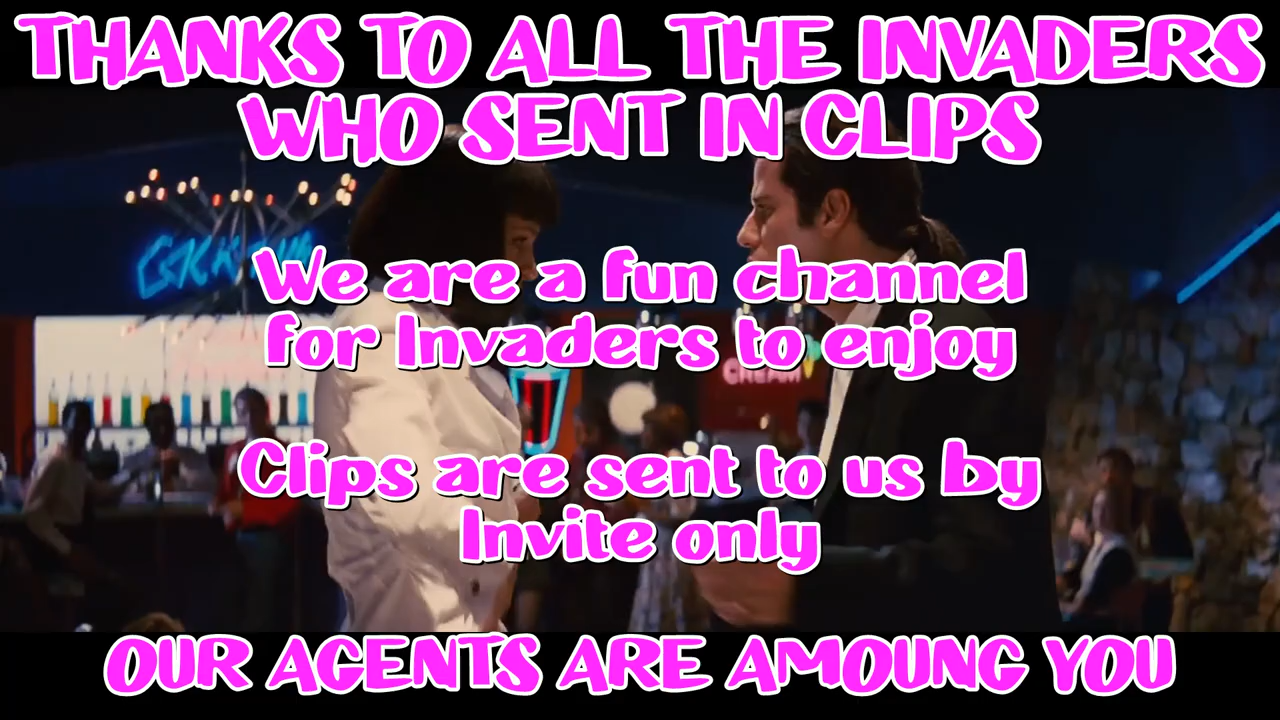 THANKS TO ALL THE INVADERS
WHO SENT IN CLIPS
We are a fun channel
for Invaders to enjoy
CREAM
Clips are sent to us by
Invite only
OUR AGENTS ARE AMOUNG YOU